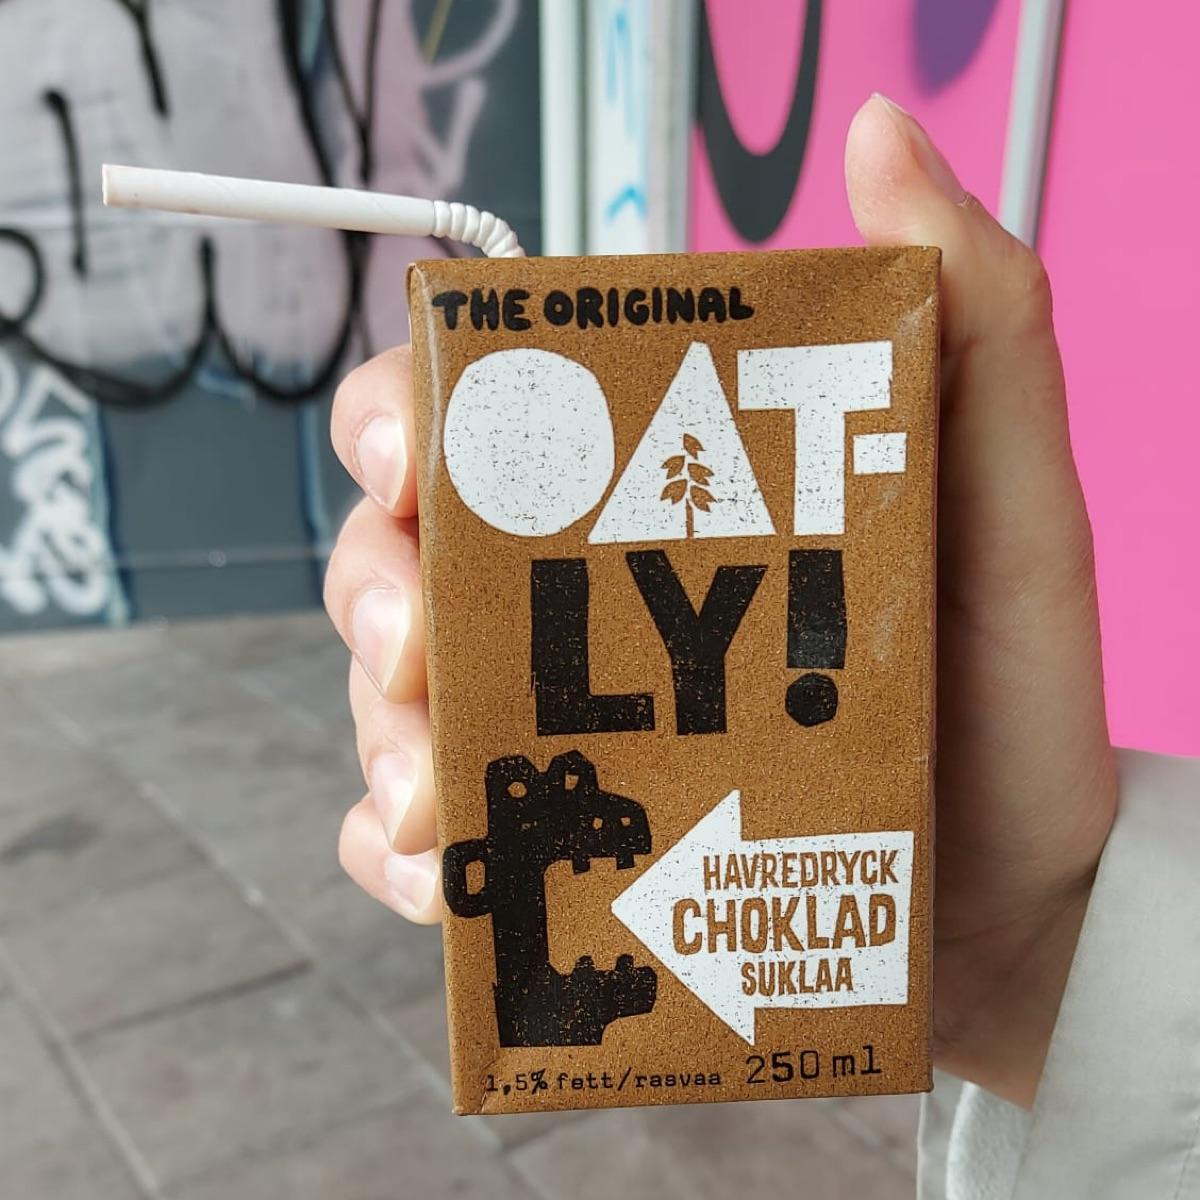 THE ORIGINAL
OAT-
LY!
HAVREDRYCK
CHOKLAD
SUKLAA
1,5% fett/rasvaa 250 ml